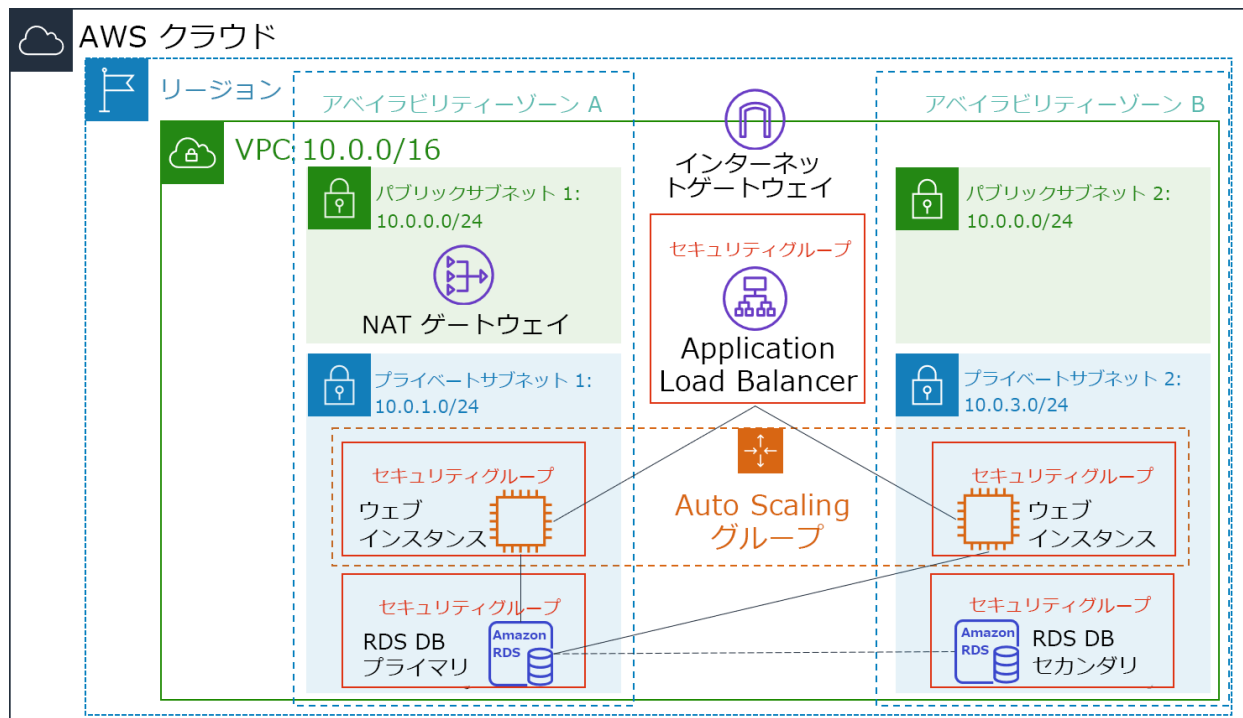 AWS クラウド
リージョン
アベイラビリティーゾーン A
アベイラビリティーゾーン B
VPC 10.0.0/16
インターネッ
トゲートウェイ
パブリックサブネット 1:
10.0.0.0/24
パブリックサブネット 2:
10.0.0.0/24
NAT ゲートウェイ
セキュリティグループ
Application
Load Balancer
プライベートサブネット 1:
10.0.1.0/24
プライベートサブネット 2:
10.0.3.0/24
セキュリティグループ
ウェブ
インスタンス
Auto Scaling
グループ
セキュリティグループ
ウェブ
インスタンス
セキュリティグループ
RDS DB
プライマリ
Amazon
RDS
セキュリティグループ
Amazon
RDS
RDS DB
セカンダリ